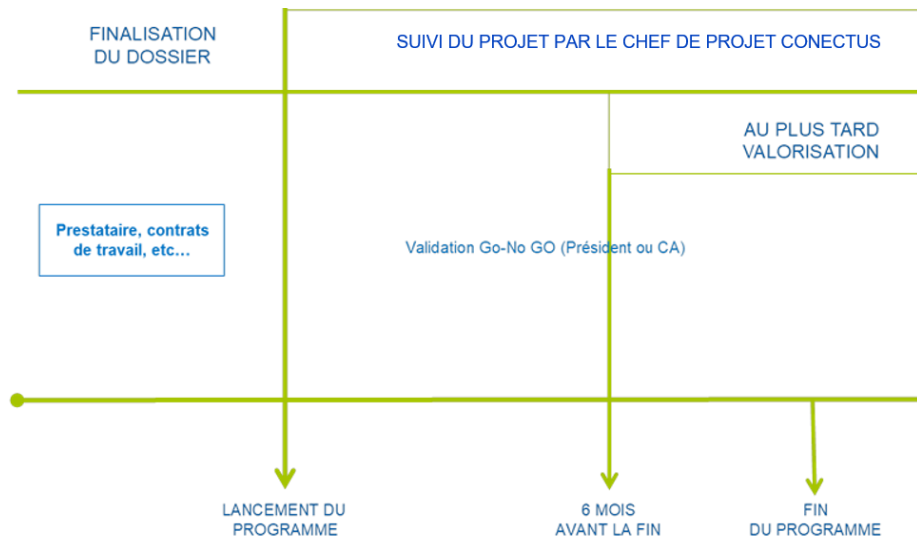 FINALISATION
DU DOSSIER
SUIVI DU PROJET PAR LE CHEF DE PROJET CONECTUS
AU PLUS TARD
VALORISATION
Prestataire, contrats
de travail, etc…
Validation Go-No GO (Président ou CA)
LANCEMENT DU
PROGRAMME
6 MOIS
AVANT LA FIN
FIN
DU PROGRAMME